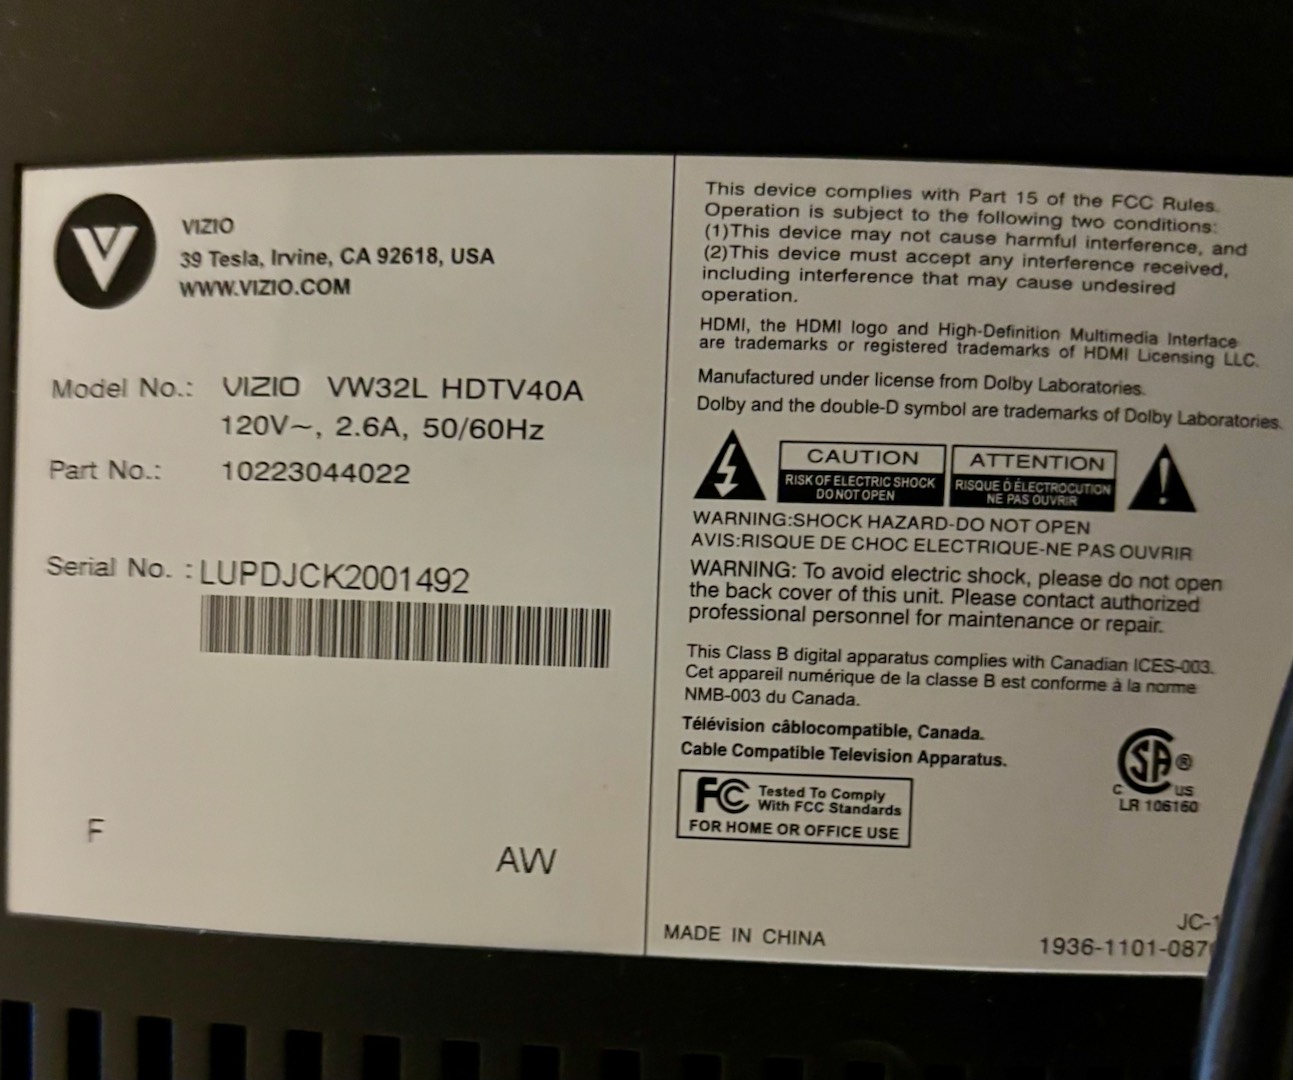 VIZIO
39 Tesla, Irvine, CA 92618, USA
WWW.VIZIO.COM
Model No.: VIZIO VW32L HDTV40A
120V~, 2.6A, 50/60Hz
Part No.: 10223044022
Serial No. : LUPDJCK2001492
F
AW
This device complies with Part 15 of the FCC Rules.
Operation is subject to the following two conditions:
(1)This device may not cause harmful interference, and
(2)This device must accept any interference received,
including interference that may cause undesired
operation.
HDMI, the HDMI logo and High-Definition Multimedia Interface
are trademarks or registered trademarks of HDMI Licensing LLC.
Manufactured under license from Dolby Laboratories.
Dolby and the double-D symbol are trademarks of Dolby Laboratories.
CAUTION
RISK OF ELECTRIC SHOCK
DO NOT OPEN
ATTENTION
RISQUE D ÉLECTROCUTION
NE PAS OUVRIR
WARNING:SHOCK HAZARD-DO NOT OPEN
AVIS:RISQUE DE CHOC ELECTRIQUE-NE PAS OUVRIR
WARNING: To avoid electric shock, please do not open
the back cover of this unit. Please contact authorized
professional personnel for maintenance or repair.
This Class B digital apparatus complies with Canadian ICES-003.
Cet appareil numérique de la classe B est conforme à la norme
NMB-003 du Canada.
Télévision câblocompatible, Canada.
Cable Compatible Television Apparatus.
FC Tested To Comply
With FCC Standards
FOR HOME OR OFFICE USE
SA ®
C US
LR 106160
MADE IN CHINA
JC-1
1936-1101-087